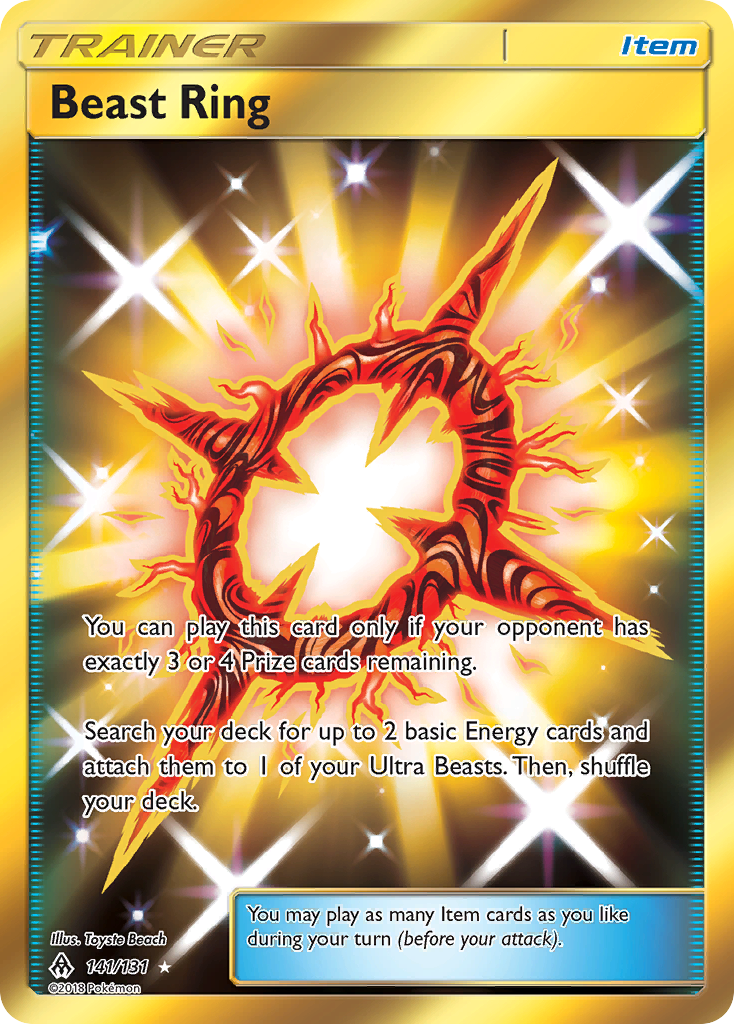 TRAINER
Item
Beast Ring
You can play this card only if your opponent has
exactly 3 or 4 Prize cards remaining.
Search your deck for up to 2 basic Energy cards and
attach them to 1 of your Ultra Beasts. Then, shuffle
your deck.
You may play as many Item cards as you like
during your turn (before your attack).
Illus. Toyste Beach
141/131
©2018 Pokémon